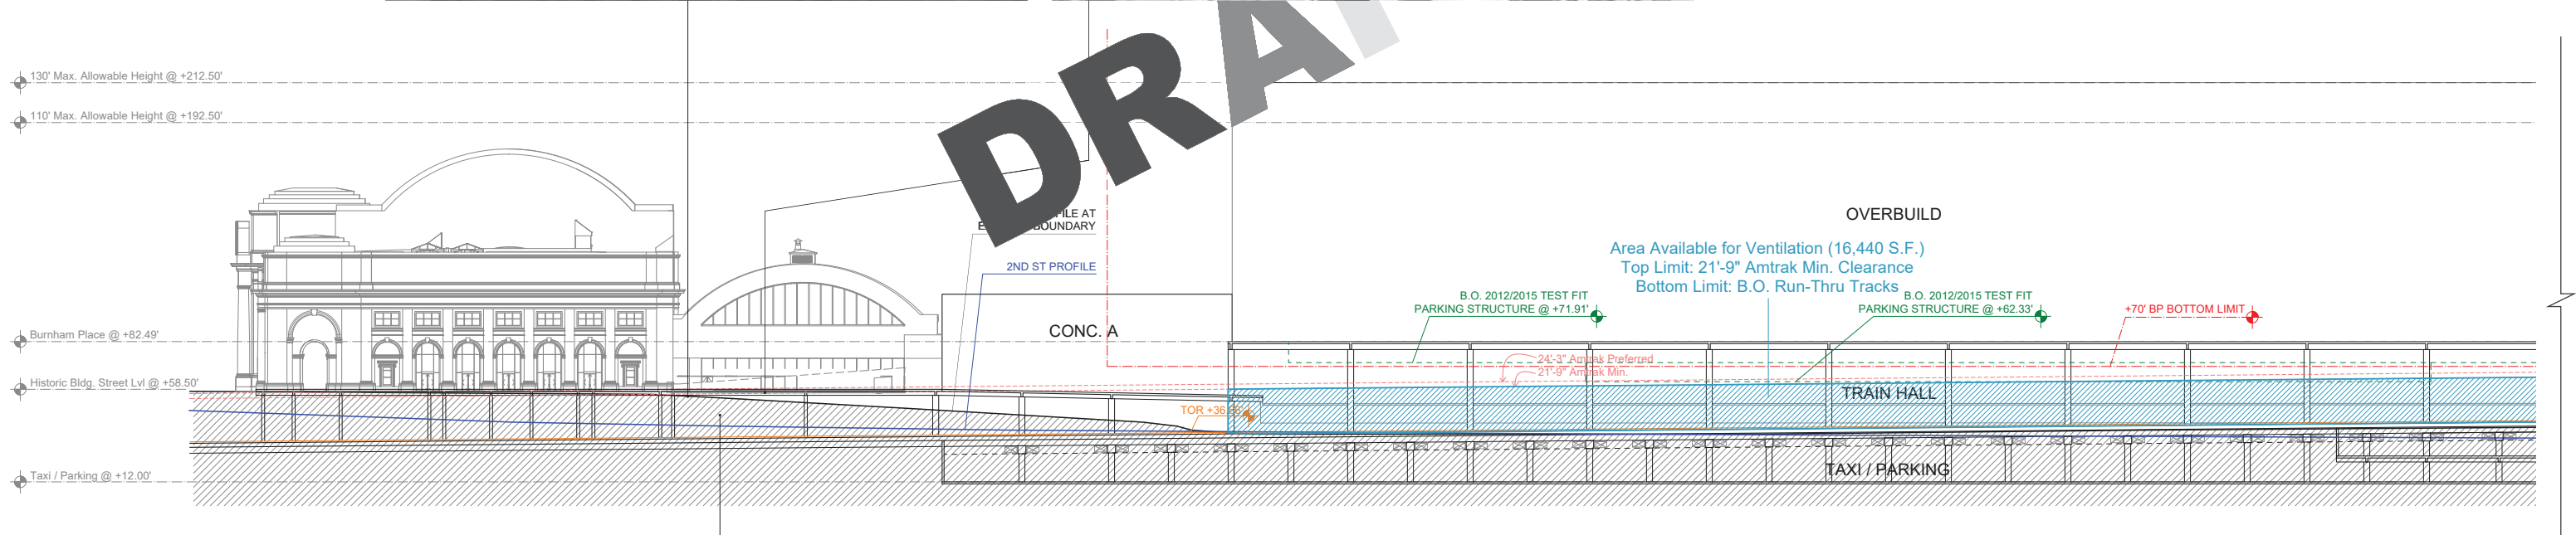 DRA
130' Max. Allowable Height @ +212.50'
110' Max. Allowable Height @ +192.50'
AT
BOUNDARY
2ND ST PROFILE
OVERBUILD
Area Available for Ventilation (16,440 S.F.)
Top Limit: 21'-9" Amtrak Min. Clearance
Bottom Limit: B.O. Run-Thru Tracks
B.O. 2012/2015 TEST FIT
PARKING STRUCTURE @ +71.91'
B.O. 2012/2015 TEST FIT
PARKING STRUCTURE @ +62.33'
+70' BP BOTTOM LIMIT
CONC. A
Burnham Place @ +82.49'
24'-3" Amtrak Preferred
21'-9" Amtrak Min.
Historic Bldg. Street Lvl @ +58.50'
TRAIN HALL
TOR
Taxi / Parking @ +12.00'
TAXI / PARKING